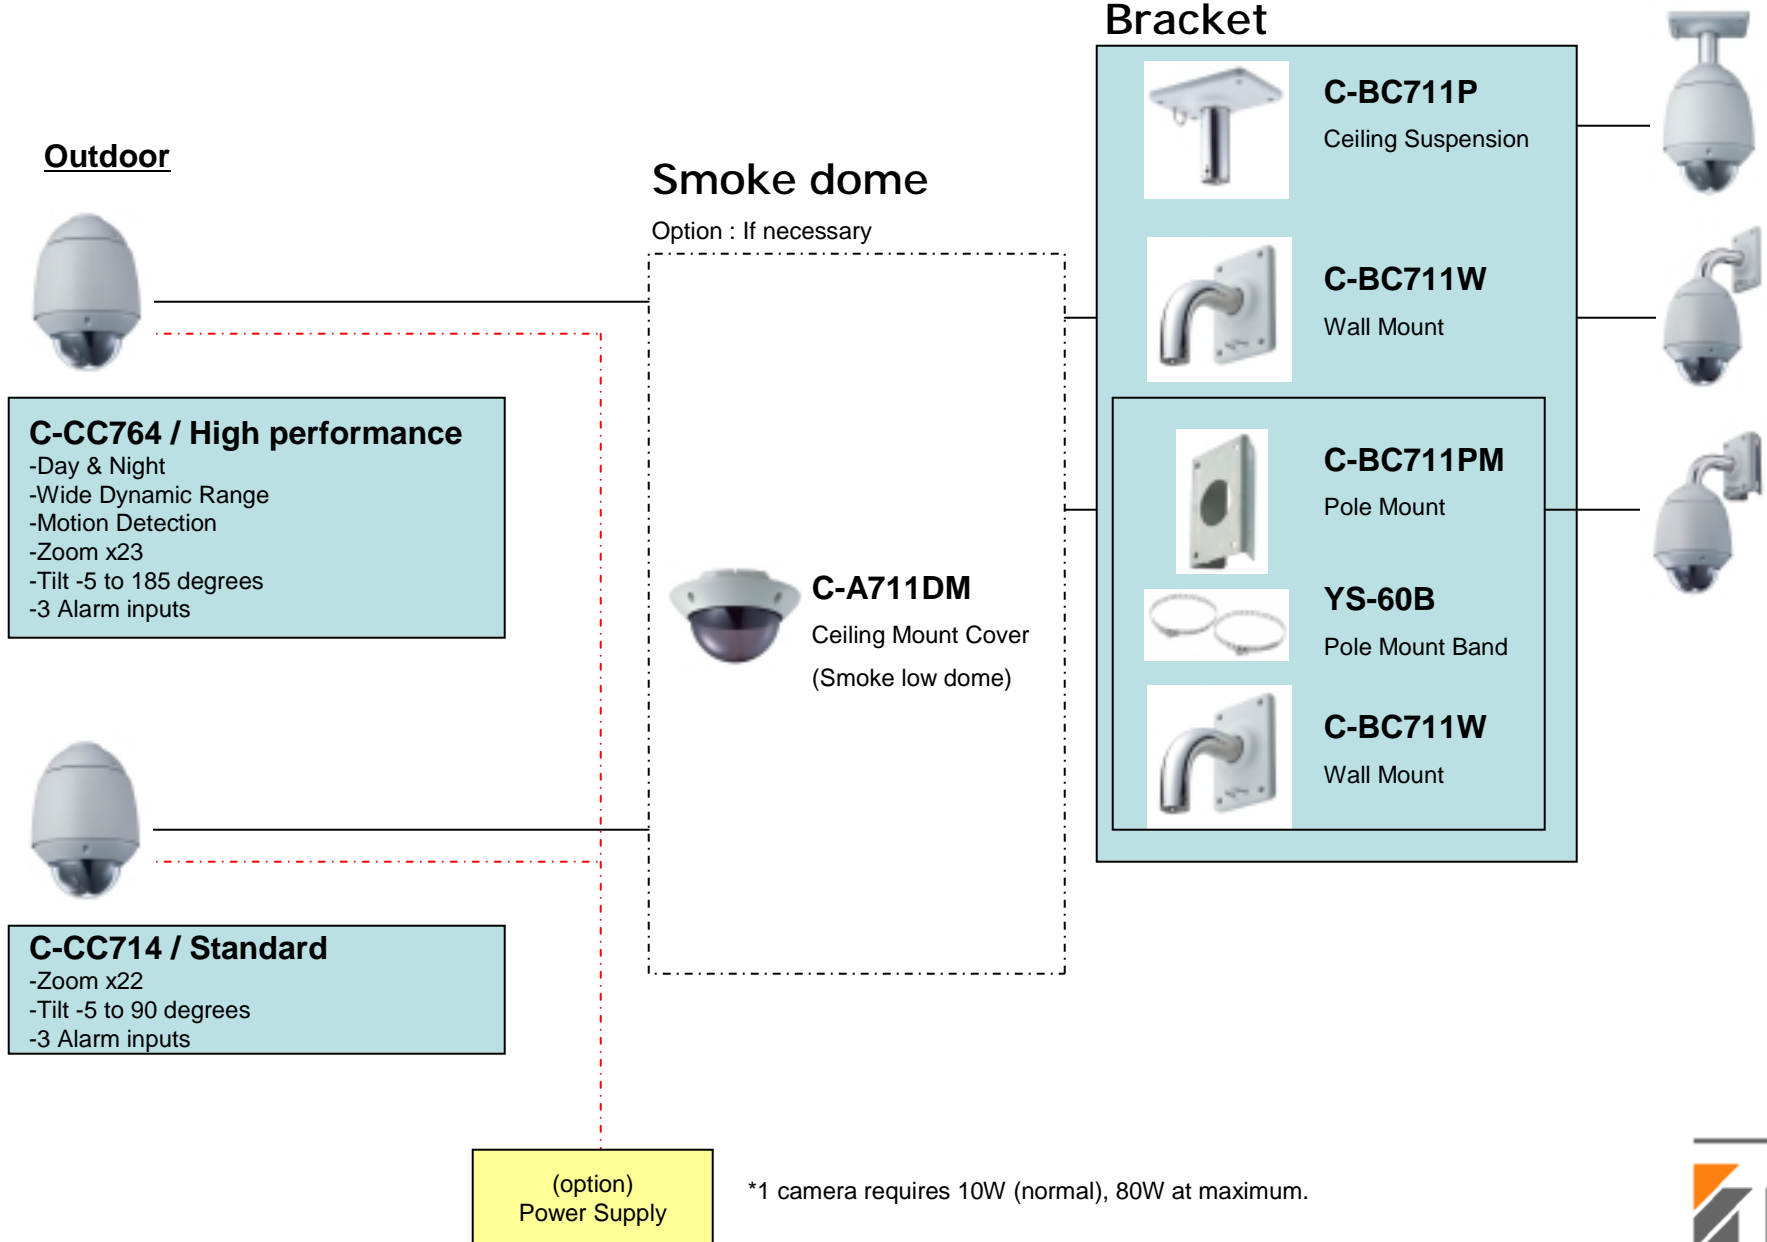 Bracket
C-BC711P
Ceiling Suspension
Outdoor
Smoke dome
Option : If necessary
C-BC711W
Wall Mount
C-CC764 / High performance
-Day & Night
-Wide Dynamic Range
-Motion Detection
-Zoom x23
-Tilt -5 to 185 degrees
-3 Alarm inputs
C-BC711PM
Pole Mount
C-A711DM
Ceiling Mount Cover
(Smoke low dome)
YS-60B
Pole Mount Band
C-BC711W
Wall Mount
C-CC714 / Standard
-Zoom x22
-Tilt -5 to 90 degrees
-3 Alarm inputs
(option)
Power Supply
*1 camera requires 10W (normal), 80W at maximum.